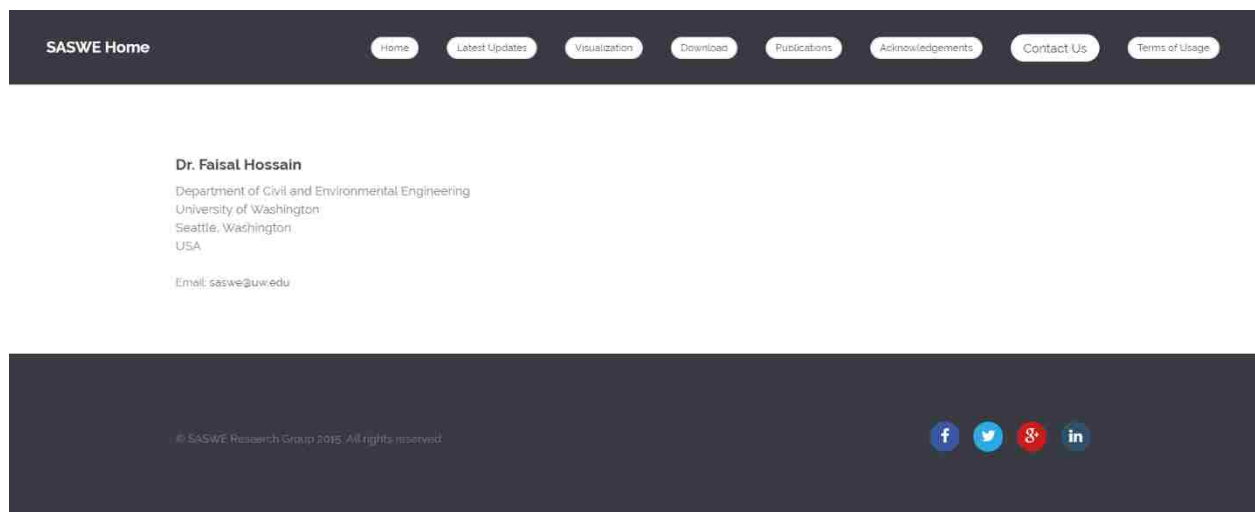 SASWE Home
Home
Latest Updates
Visualization
Download
Publications
Acknowledgements
Contact Us
Terms of Usage
Dr. Faisal Hossain
Department of Civil and Environmental Engineering
University of Washington
Seattle, Washington
USA
Email: saswe@uw.edu
© SASWE Research Group 2015. All rights reserved
f
g+
in